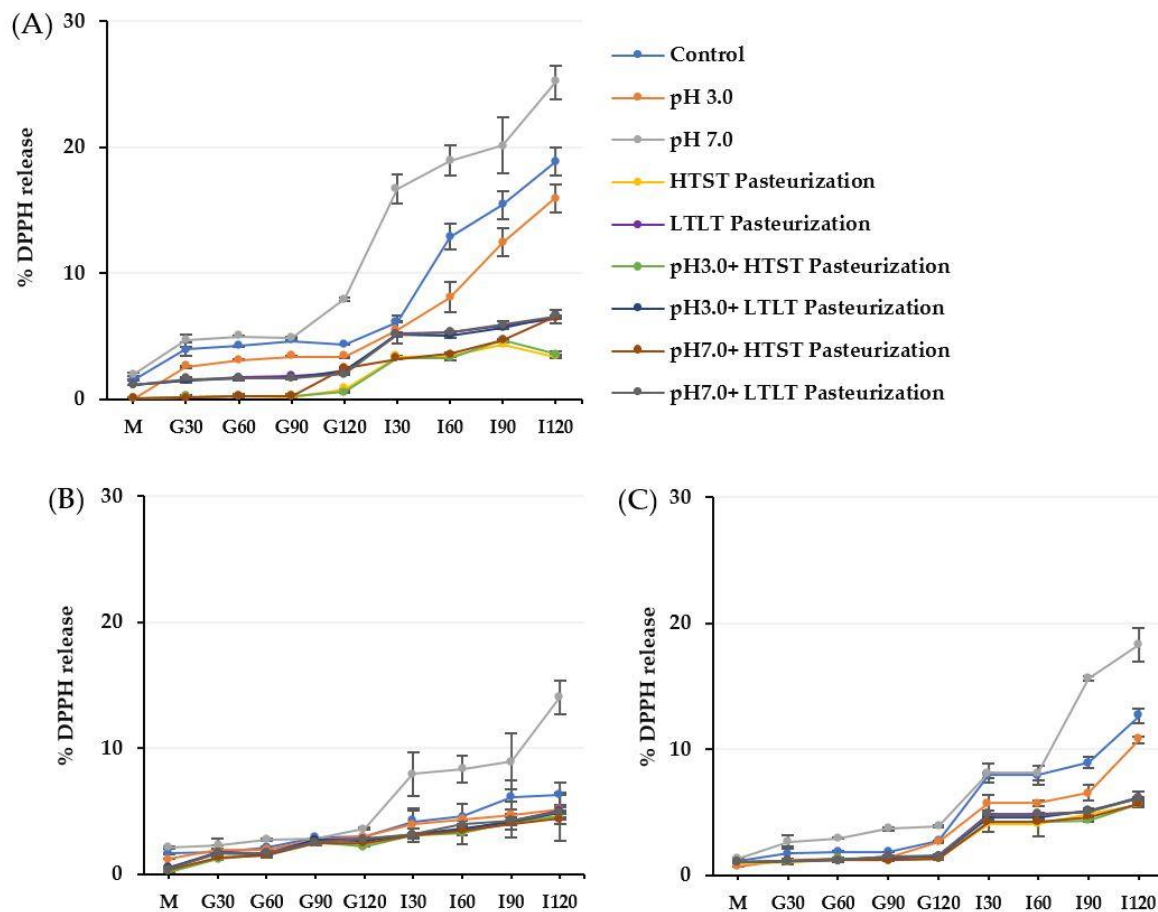 (A)
30
20
10
0
% DPPH release
M G30 G60 G90 G120 I30 I60 I90 I120
Control
pH 3.0
pH 7.0
HTST Pasteurization
LTLT Pasteurization
pH3.0+ HTST Pasteurization
pH3.0+ LTLT Pasteurization
pH7.0+ HTST Pasteurization
pH7.0+ LTLT Pasteurization
(B)
30
20
10
0
% DPPH release
M G30 G60 G90 G120 I30 I60 I90 I120
(C)
30
20
10
0
% DPPH release
M G30 G60 G90 G120 I30 I60 I90 I120